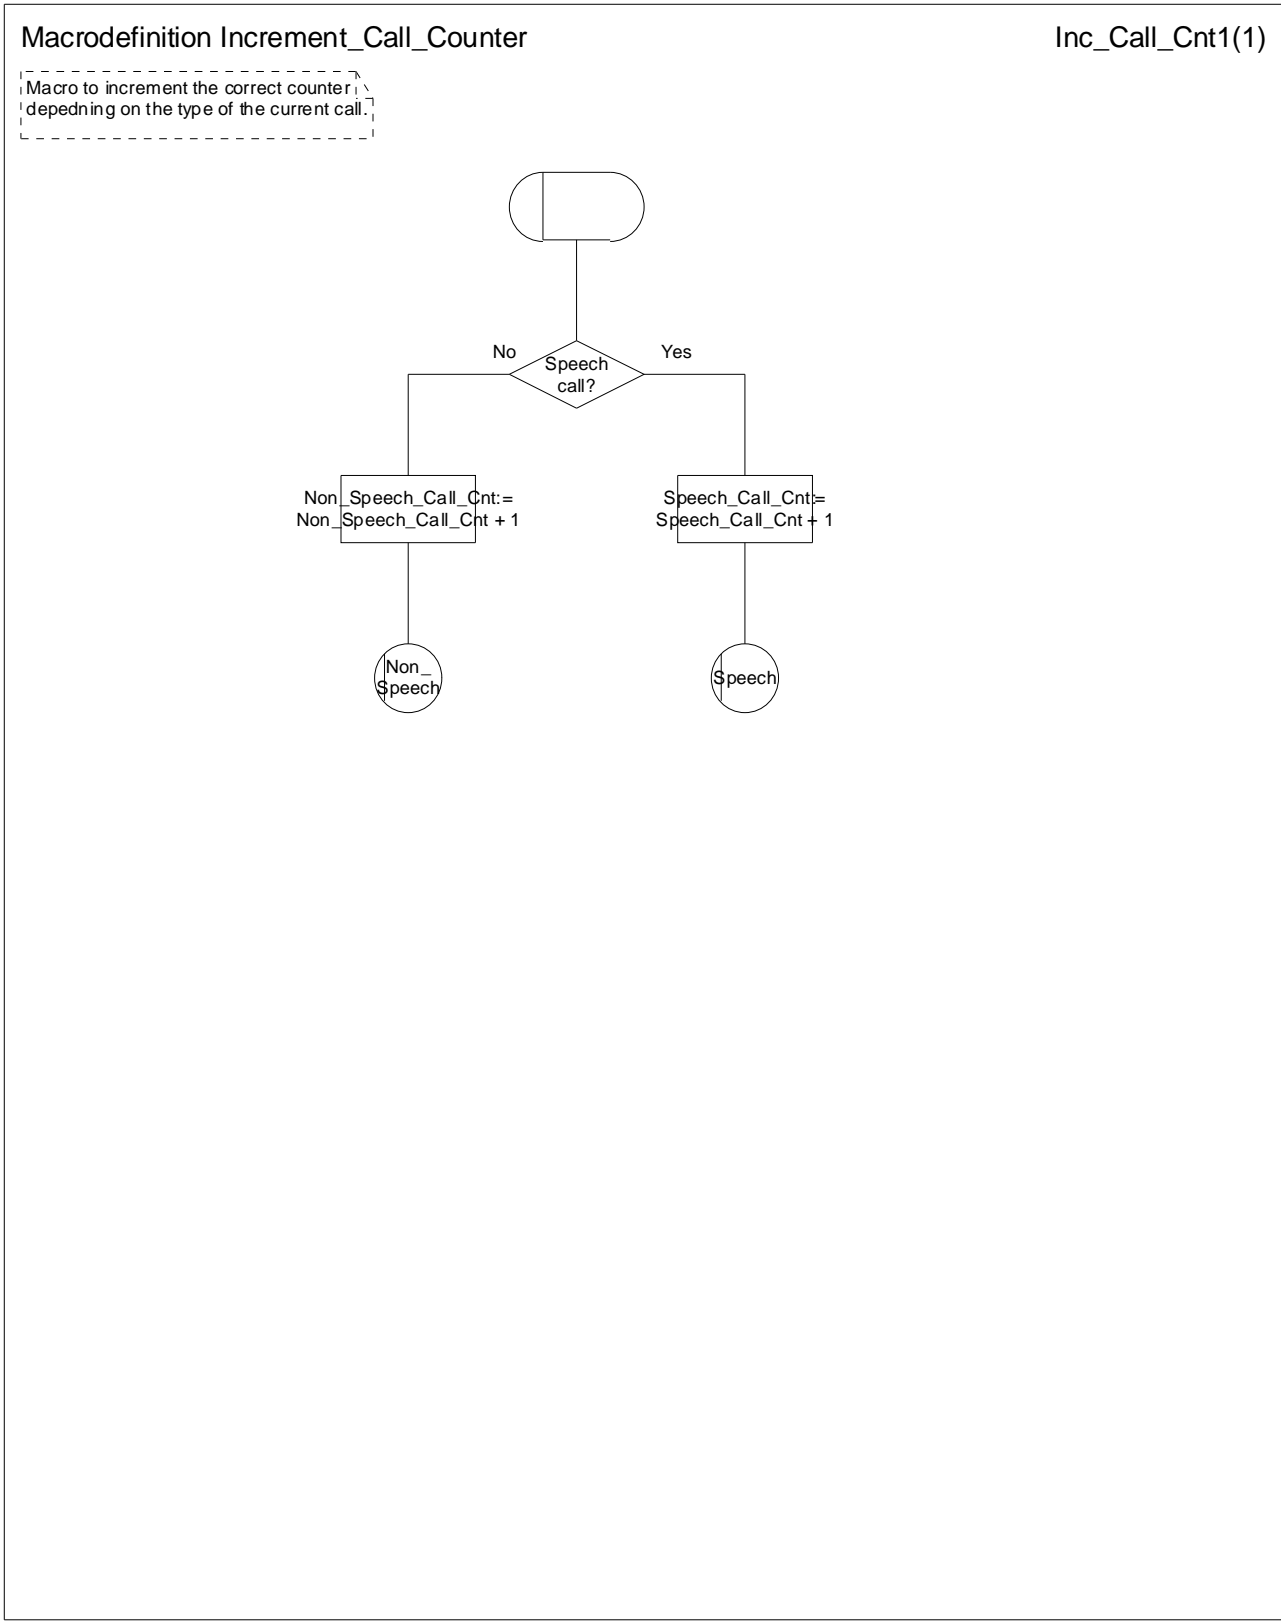 Macrodefinition Increment_Call_Counter
Inc_Call_Cnt1(1)
Macro to increment the correct counter
depedning on the type of the current call.
No
Speech
call?
Yes
Non_Speech_Call_Cnt:=
Non_Speech_Call_Cnt + 1
Speech_Call_Cnt:=
Speech_Call_Cnt + 1
Non_
Speech
Speech